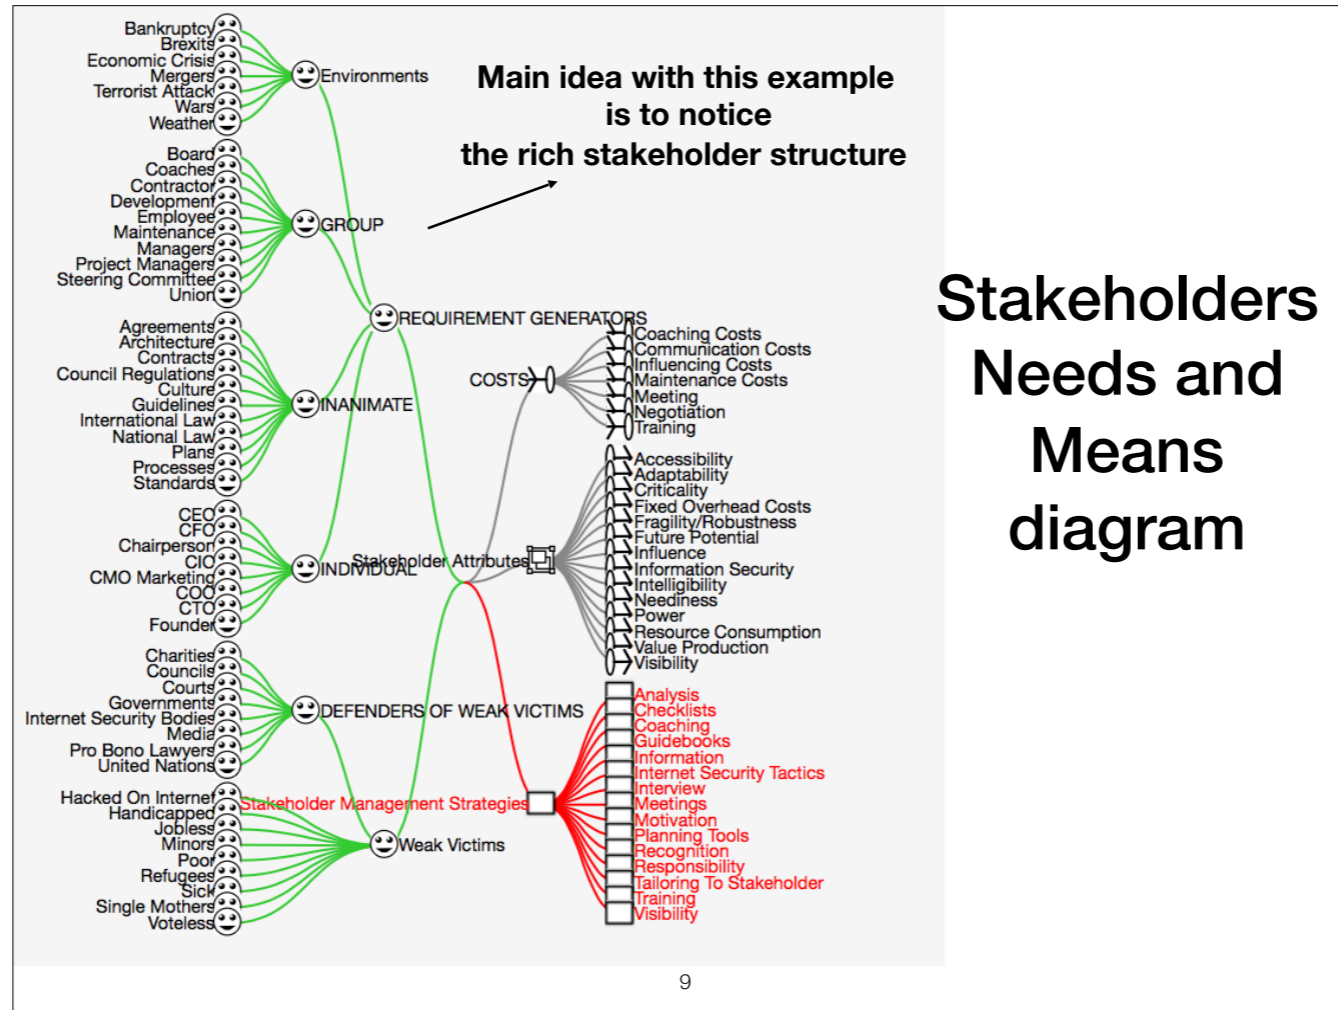 Bankruptcy
Brexits
Economic Crisis
Mergers
Terrorist Attack
Wars
Weather
Environments
Main idea with this example
is to notice
the rich stakeholder structure
Board
Coaches
Contractor
Development
Employee
Maintenance
Managers
Project Managers
Steering Committee
Union
GROUP
REQUIREMENT GENERATORS
Agreements
Architecture
Contracts
Council Regulations
Culture
Guidelines
International Law
National Law
Plans
Processes
Standards
INANIMATE
CEO
CFO
Chairperson
CIO
CMO Marketing
COO
CTO
Founder
INDIVIDUAL
Charities
Councils
Courts
Governments
Internet Security Bodies
Media
Pro Bono Lawyers
United Nations
DEFENDERS OF WEAK VICTIMS
Hacked On Internet
Handicapped
Jobless
Minors
Poor
Refugees
Sick
Single Mothers
Voteless
Weak Victims
COSTS
Coaching Costs
Communication Costs
Influencing Costs
Maintenance Costs
Meeting
Negotiation
Training
Stakeholder Attributes
Accessibility
Adaptability
Criticality
Fixed Overhead Costs
Fragility/Robustness
Future Potential
Influence
Information Security
Intelligibility
Neediness
Power
Resource Consumption
Value Production
Visibility
Stakeholder Management Strategies
Analysis
Checklists
Coaching
Guidebooks
Information
Internet Security Tactics
Interview
Meetings
Motivation
Planning Tools
Recognition
Responsibility
Tailoring To Stakeholder
Training
Visibility
Stakeholders
Needs and
Means
diagram
9